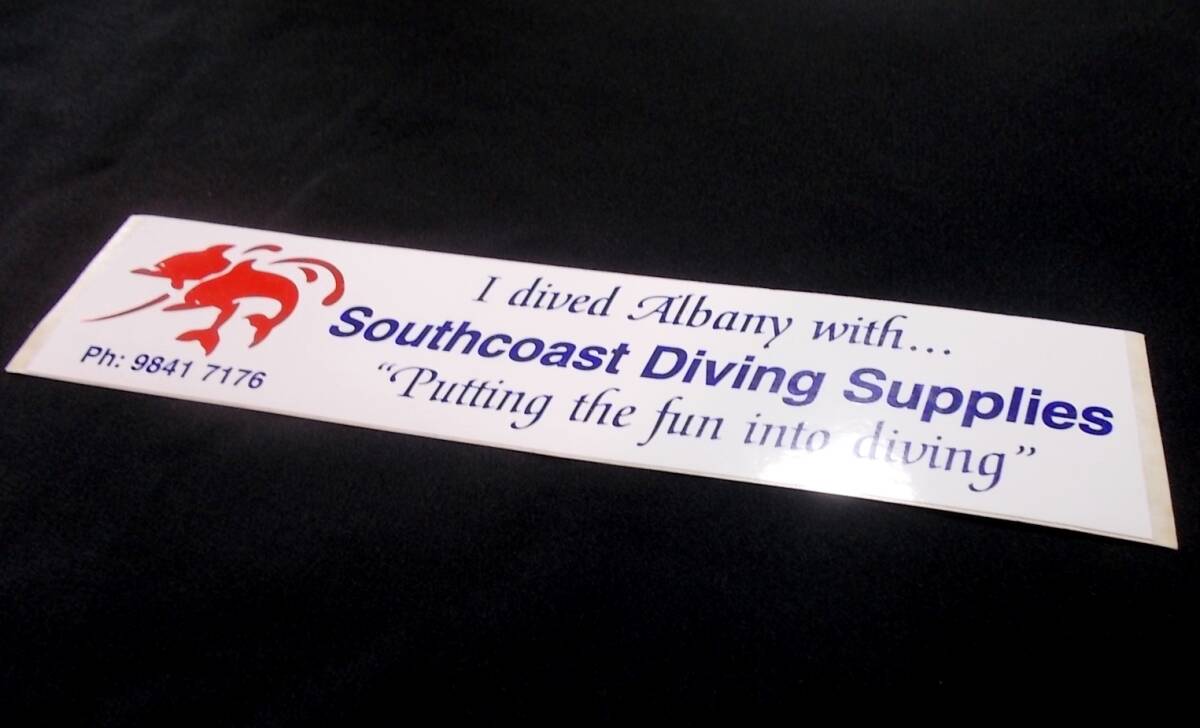 I dived Albany with...
Southcoast Diving Supplies
"Putting the fun into diving"
Ph: 9841 7176